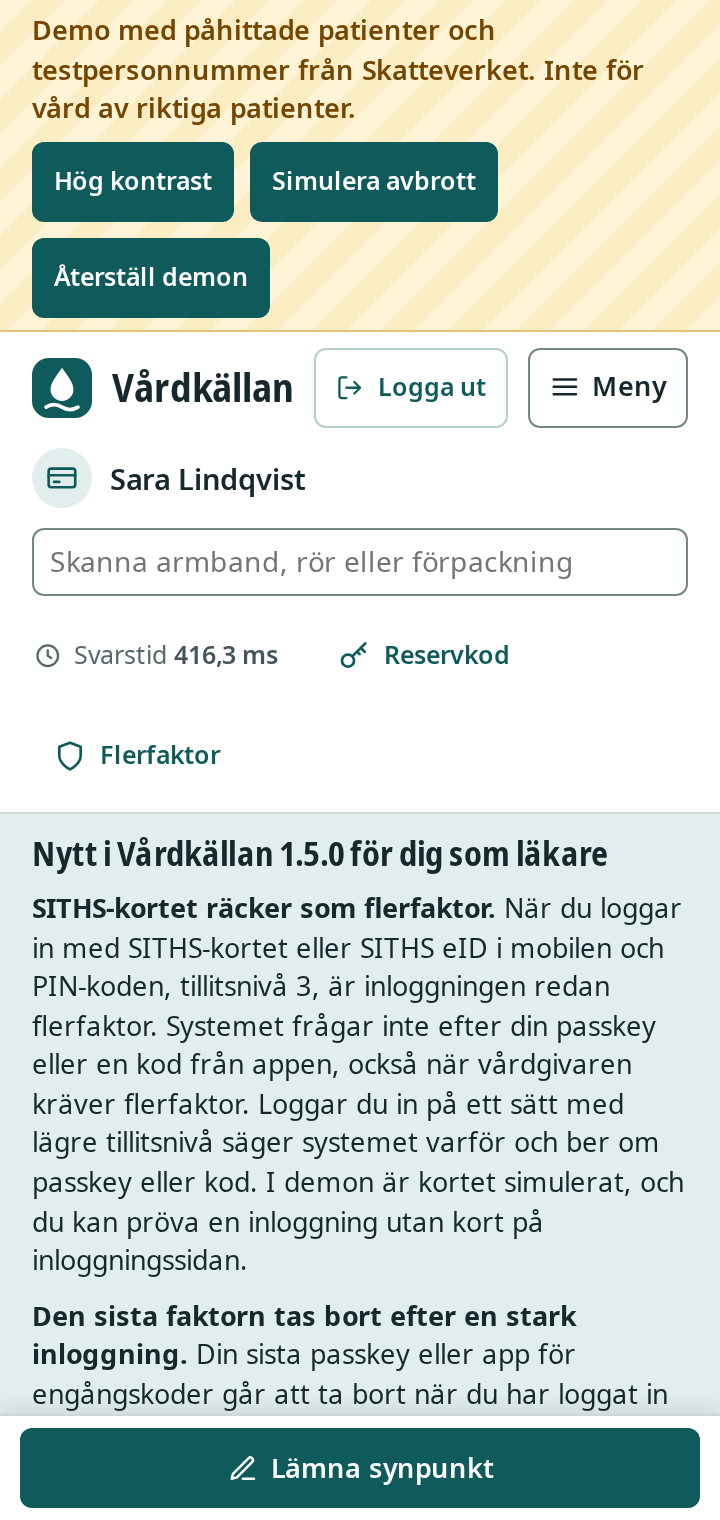 Demo med påhittade patienter och
testpersonnummer från Skatteverket. Inte för
vård av riktiga patienter.
Hög kontrast
Simulera avbrott
Återställ demon
Vårdkällan
Logga ut
Meny
Sara Lindqvist
Skanna armband, rör eller förpackning
Svarstid 416,3 ms
Reservkod
Flerfaktor
Nytt i Vårdkällan 1.5.0 för dig som läkare
SITHS-kortet räcker som flerfaktor. När du loggar
in med SITHS-kortet eller SITHS eID i mobilen och
PIN-koden, tillitsnivå 3, är inloggningen redan
flerfaktor. Systemet frågar inte efter din passkey
eller en kod från appen, också när vårdgivaren
kräver flerfaktor. Loggar du in på ett sätt med
lägre tillitsnivå säger systemet varför och ber om
passkey eller kod. I demon är kortet simulerat, och
du kan pröva en inloggning utan kort på
inloggningssidan.
Den sista faktorn tas bort efter en stark
inloggning. Din sista passkey eller app för
engångskoder går att ta bort när du har loggat in
Lämna synpunkt